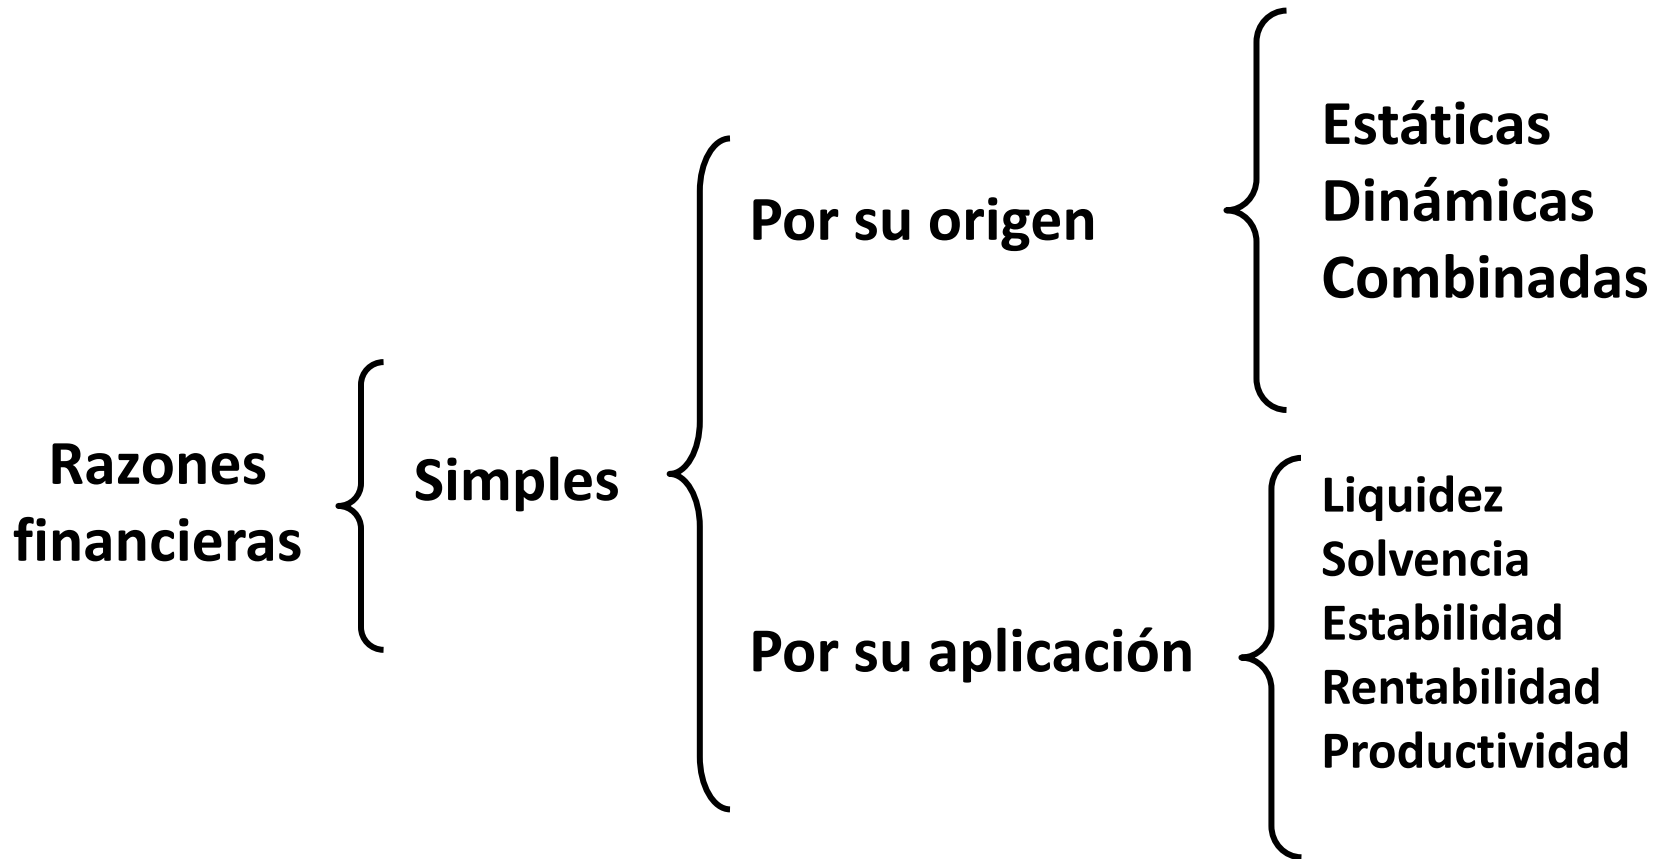 Razones
financieras
Simples
Por su origen
Estáticas
Dinámicas
Combinadas
Por su aplicación
Liquidez
Solvencia
Estabilidad
Rentabilidad
Productividad